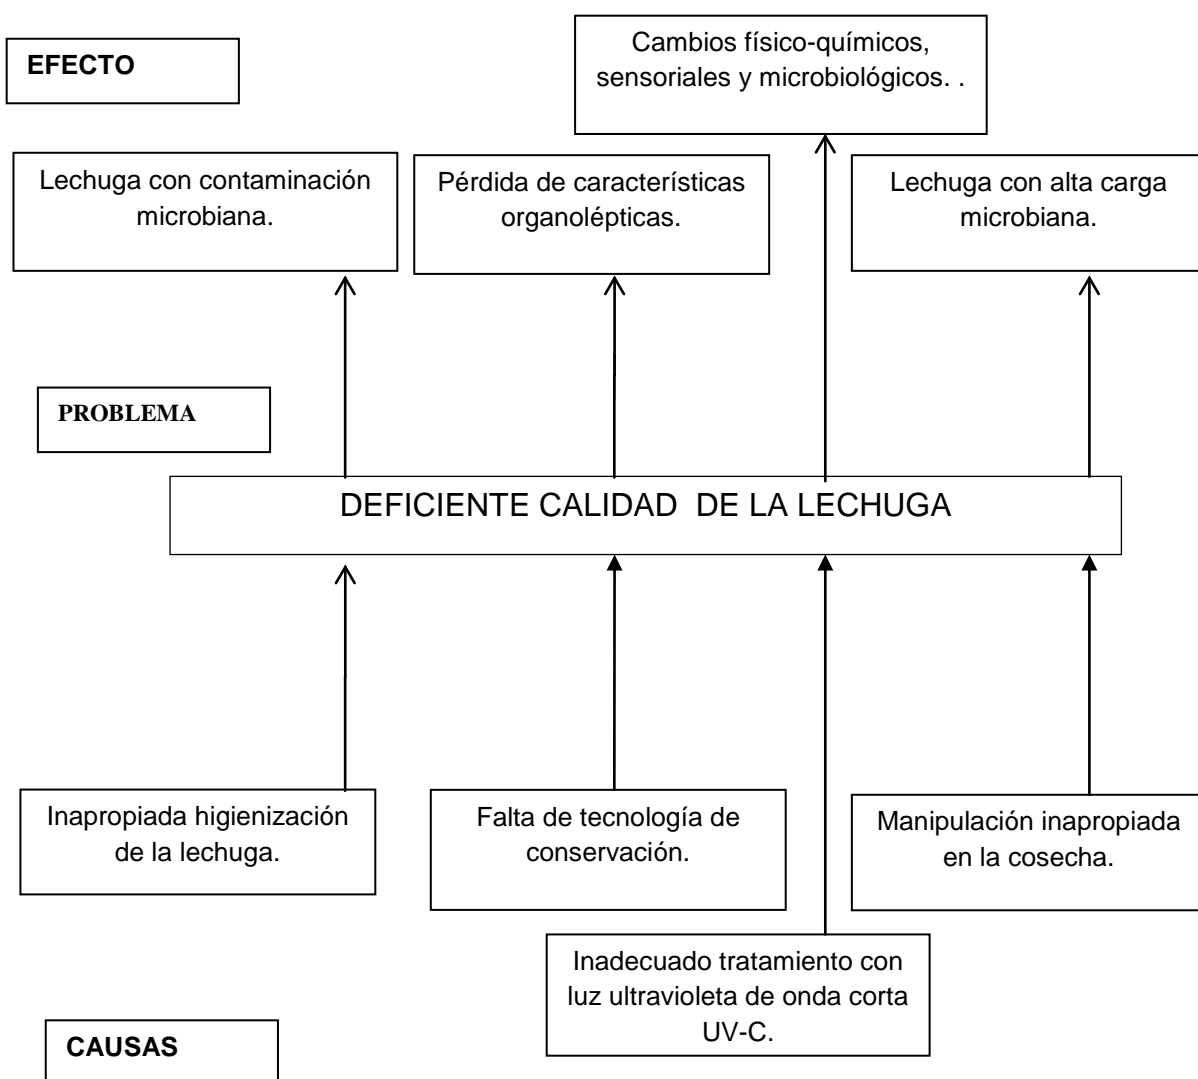 EFECTO
Cambios físico-químicos,
sensoriales y microbiológicos. .
Lechuga con contaminación
microbiana.
Pérdida de características
organolépticas.
Lechuga con alta carga
microbiana.
PROBLEMA
DEFICIENTE CALIDAD  DE LA LECHUGA
Inapropiada higienización
de la lechuga.
Falta de tecnología de
conservación.
Manipulación inapropiada
en la cosecha.
Inadecuado tratamiento con
luz ultravioleta de onda corta
UV-C.
CAUSAS